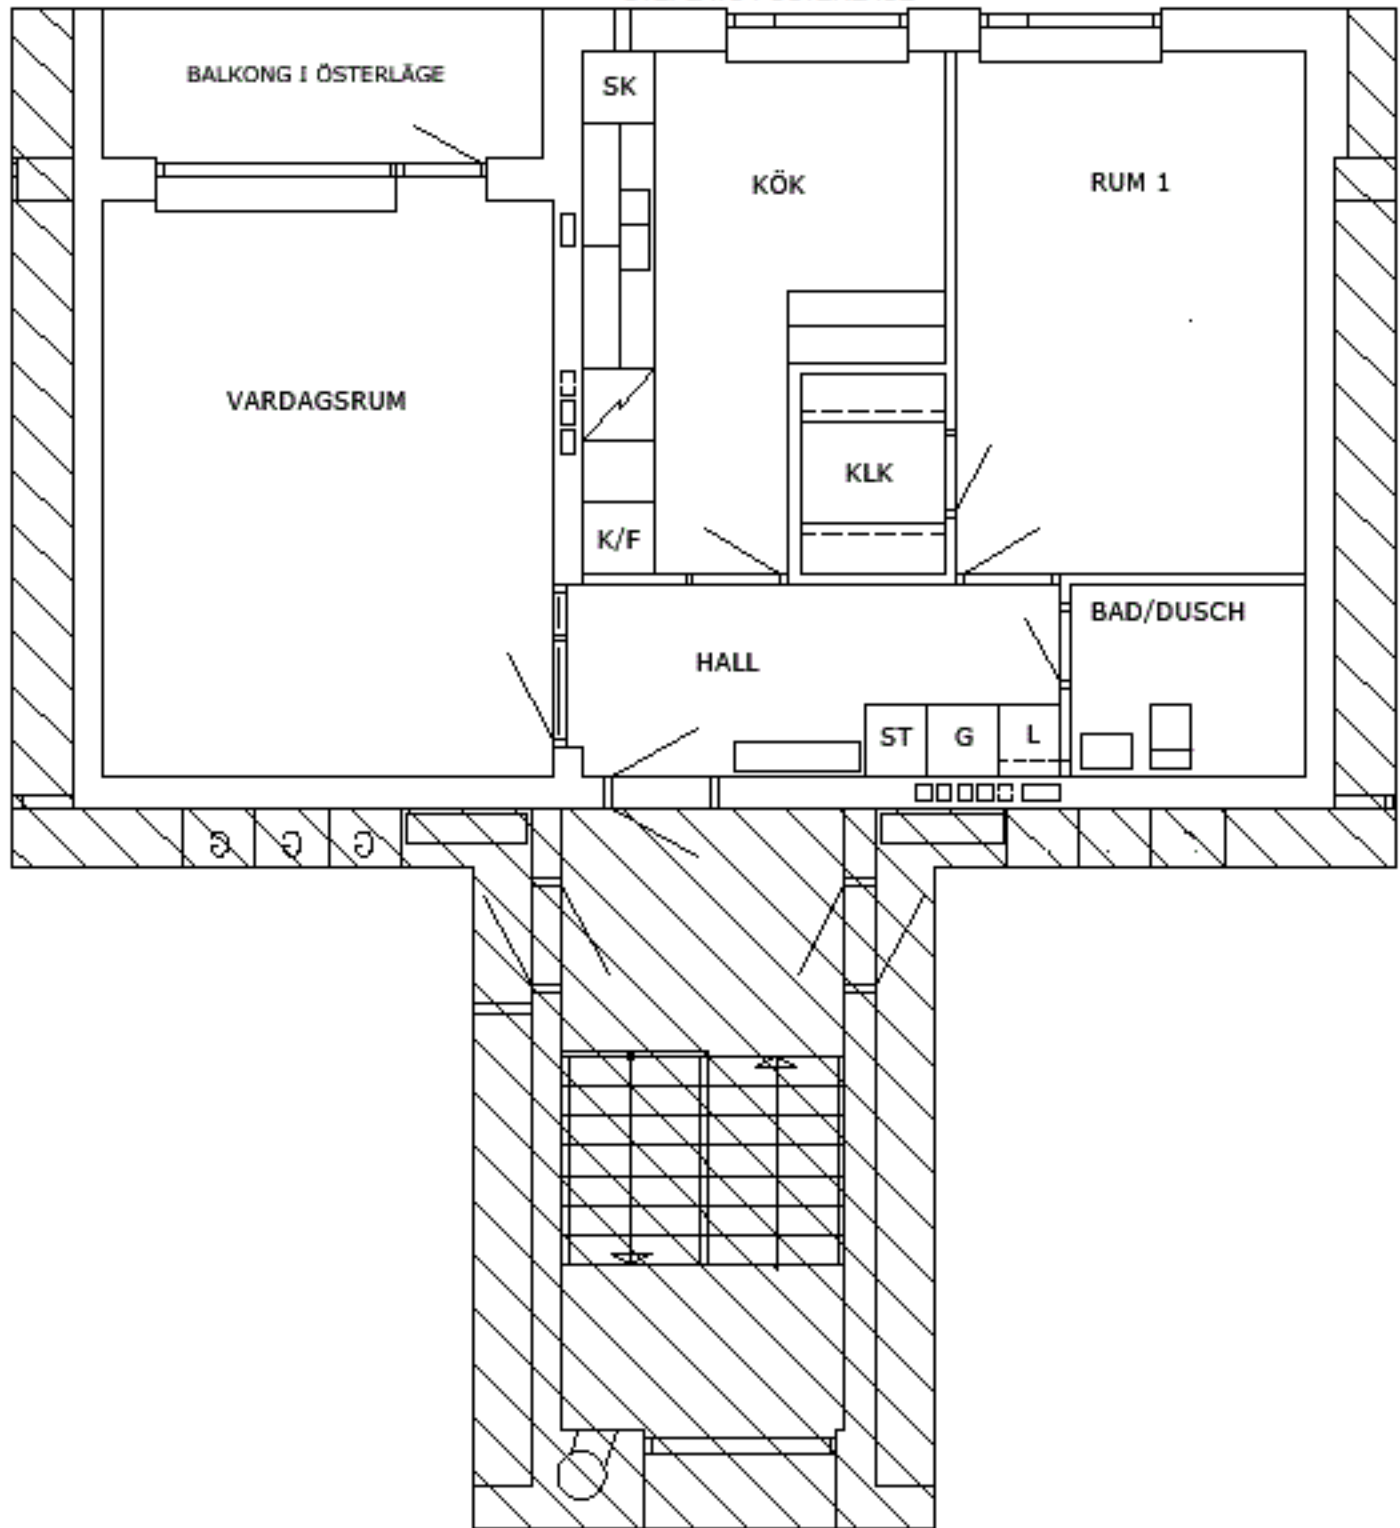 BALKONG I ÖSTERLÄGE
SK
KÖK
RUM 1
VARDAGSRUM
KLK
K/F
BAD/DUSCH
HALL
ST
G
L
G
G
G